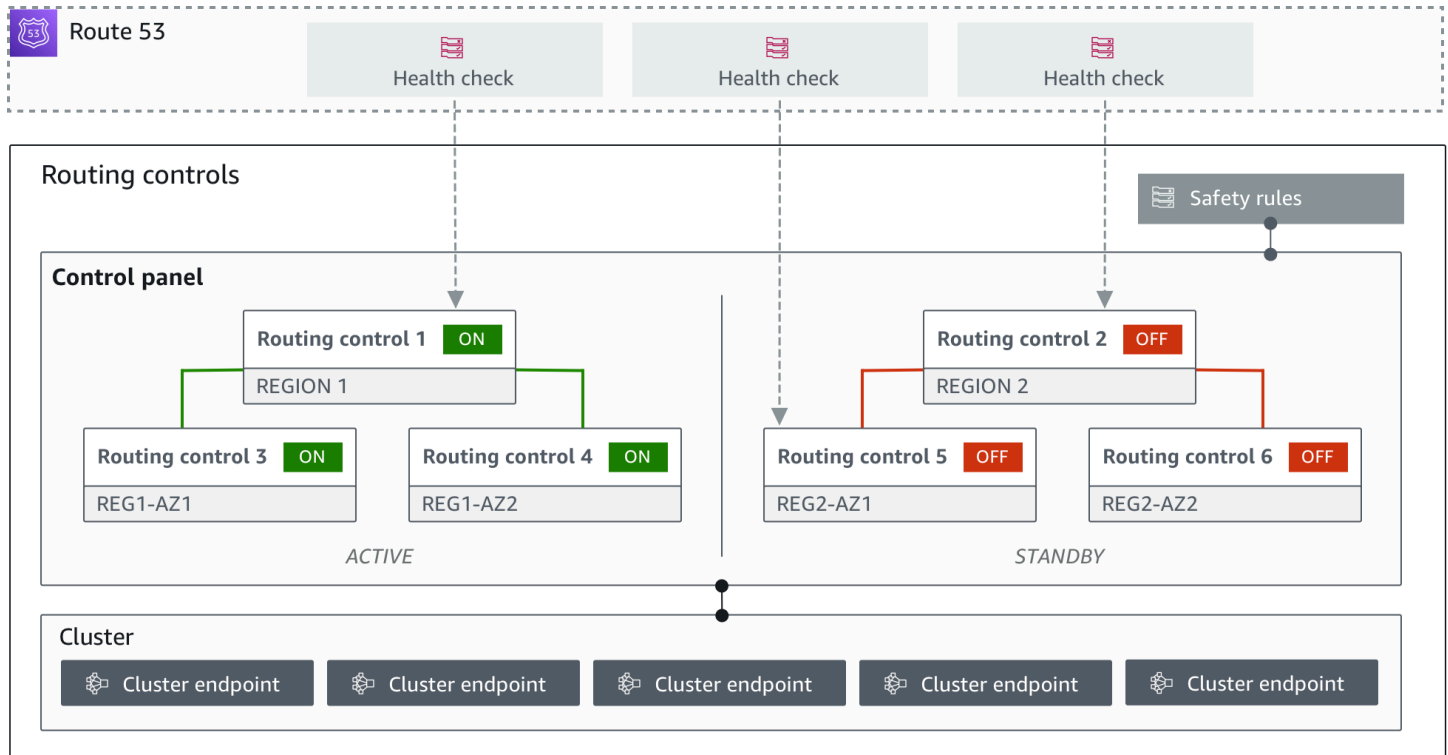 53
Route 53
Health check
Health check
Health check
Routing controls
Safety rules
Control panel
Routing control 1 ON
REGION 1
Routing control 2 OFF
REGION 2
Routing control 3 ON
REG1-AZ1
Routing control 4 ON
REG1-AZ2
Routing control 5 OFF
REG2-AZ1
Routing control 6 OFF
REG2-AZ2
ACTIVE
STANDBY
Cluster
Cluster endpoint
Cluster endpoint
Cluster endpoint
Cluster endpoint
Cluster endpoint